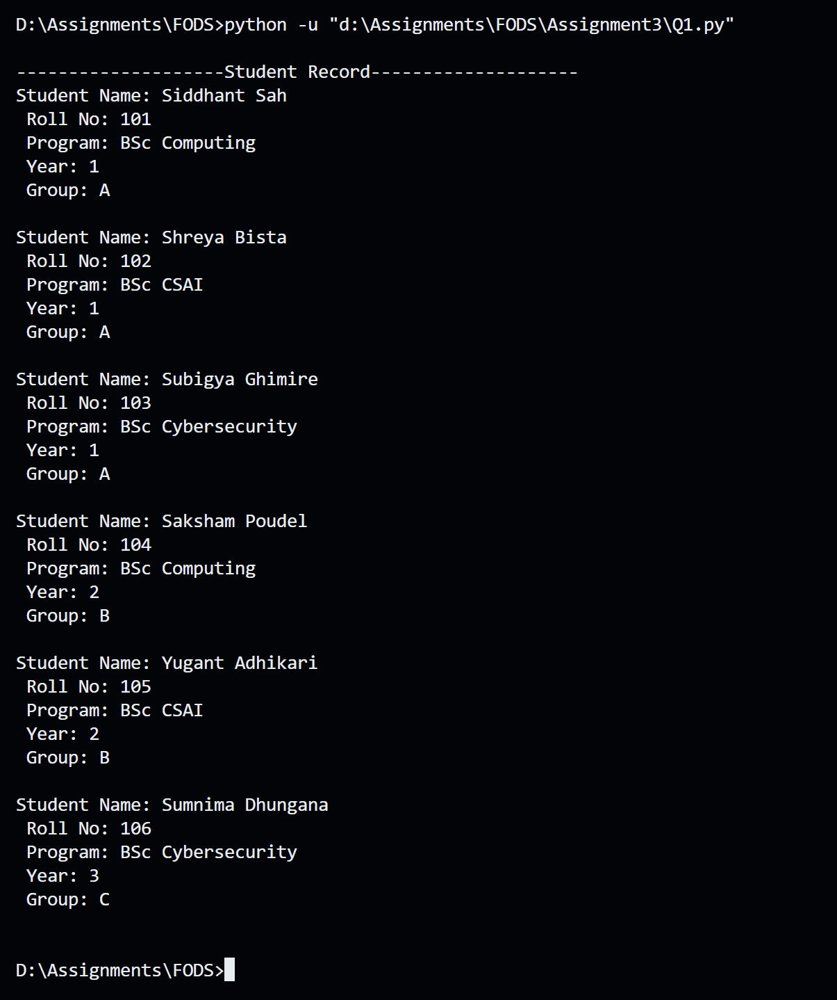 D:\Assignments\FODS>python -u "d:\Assignments\FODS\Assignment3\Q1.py"
--------------------Student Record--------------------
Student Name: Siddhant Sah
Roll No: 101
Program: BSc Computing
Year: 1
Group: A
Student Name: Shreya Bista
Roll No: 102
Program: BSc CSAI
Year: 1
Group: A
Student Name: Subigya Ghimire
Roll No: 103
Program: BSc Cybersecurity
Year: 1
Group: A
Student Name: Saksham Poudel
Roll No: 104
Program: BSc Computing
Year: 2
Group: B
Student Name: Yugant Adhikari
Roll No: 105
Program: BSc CSAI
Year: 2
Group: B
Student Name: Sumnima Dhungana
Roll No: 106
Program: BSc Cybersecurity
Year: 3
Group: C
D:\Assignments\FODS>